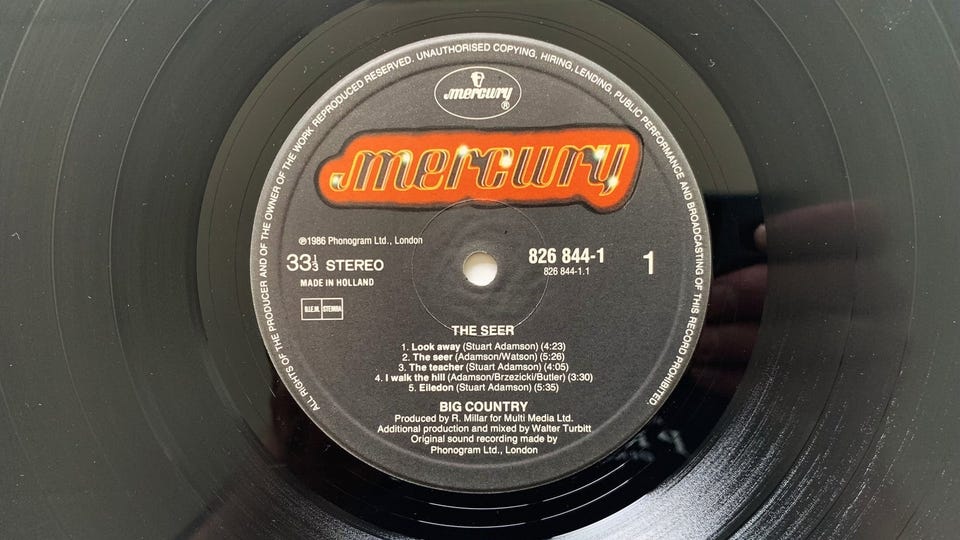 ALL RIGHTS OF THE PRODUCER AND OF THE OWNER OF THE WORK REPRODUCED RESERVED. UNAUTHORISED COPYING, HIRING, LENDING, PUBLIC PERFORMANCE AND BROADCASTING OF THIS RECORD PROHIBITED.
mercury
®
mercury
℗1986 Phonogram Ltd., London
33⅓ STEREO
MADE IN HOLLAND
B.I.E.M. STEMRA
826 844-1
826 844-1.1
1
THE SEER
1. Look away (Stuart Adamson) (4:23)
2. The seer (Adamson/Watson) (5:26)
3. The teacher (Stuart Adamson) (4:05)
4. I walk the hill (Adamson/Brzezicki/Butler) (3:30)
5. Eiledon (Stuart Adamson) (5:35)
BIG COUNTRY
Produced by R. Millar for Multi Media Ltd.
Additional production and mixed by Walter Turbitt
Original sound recording made by
Phonogram Ltd., London